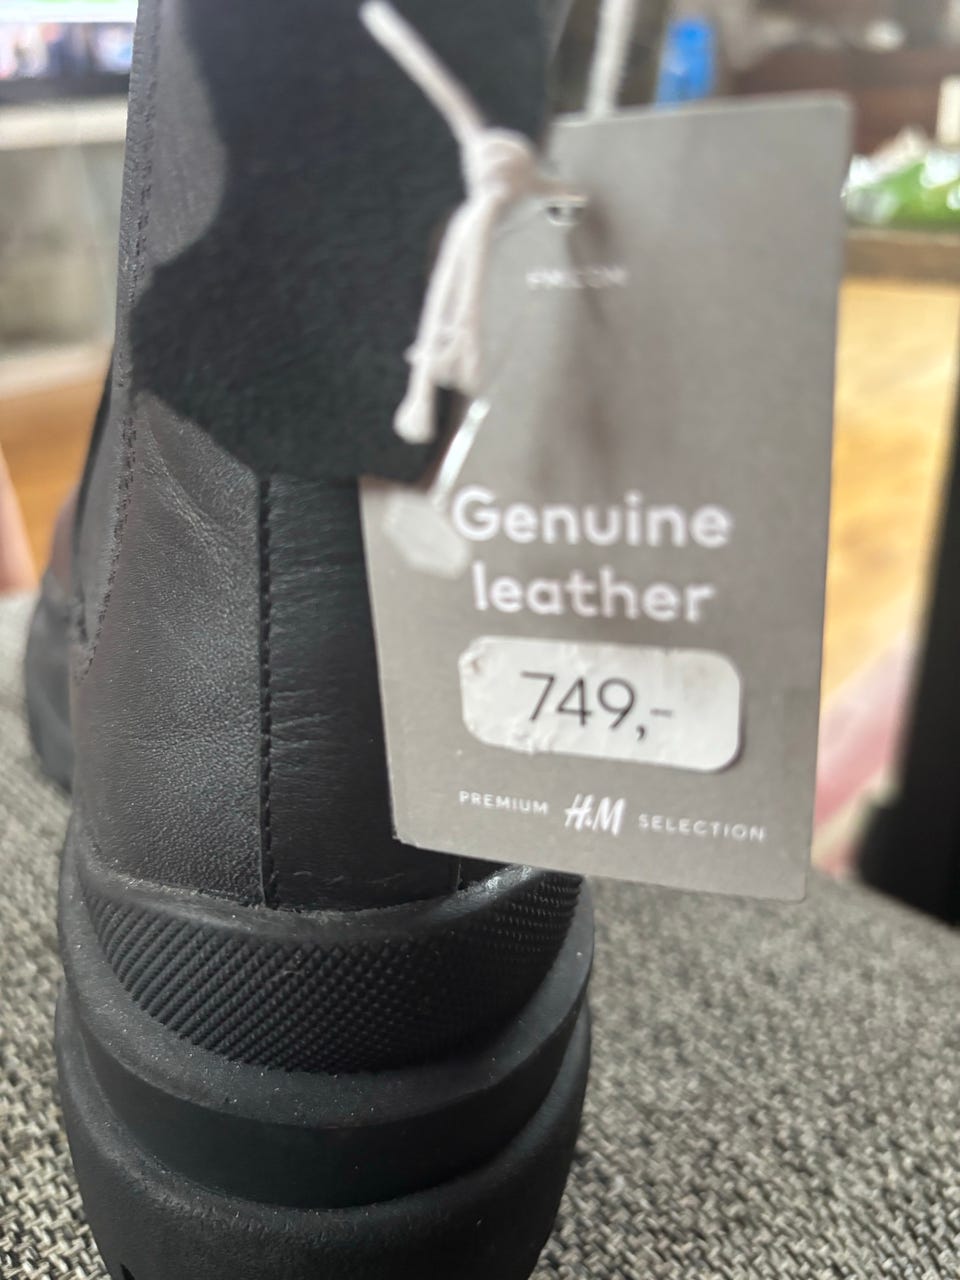 Genuine
leather
749,-
PREMIUM H&M SELECTION